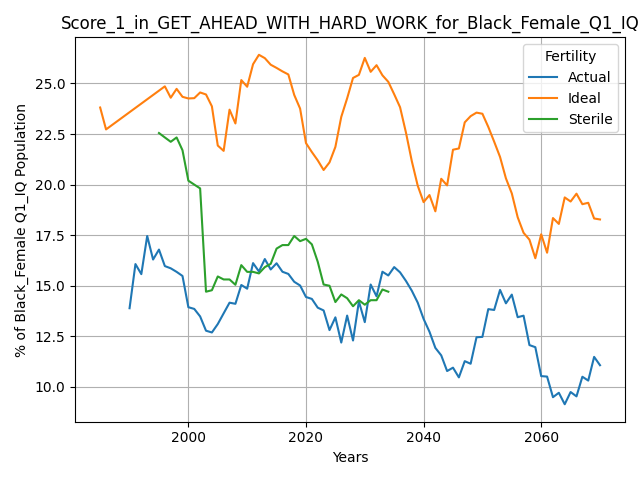 Score_1_in_GET_AHEAD_WITH_HARD_WORK_for_Black_Female_Q1_IQ
Fertility
Actual
Ideal
Sterile
% of Black_Female Q1_IQ Population
25.0
22.5
20.0
17.5
15.0
12.5
10.0
2000
2020
2040
2060
Years